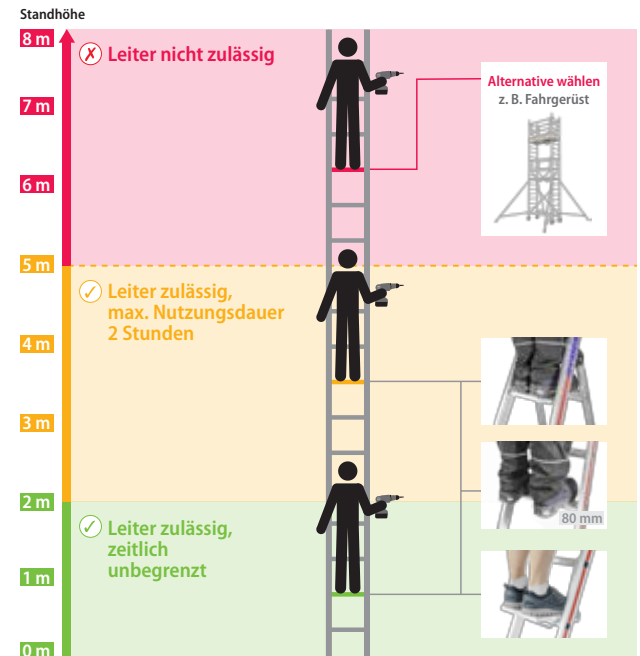 Standhöhe
8 m
Leiter nicht zulässig
Alternative wählen
z. B. Fahrgerüst
7 m
6 m
5 m
Leiter zulässig,
max. Nutzungsdauer
2 Stunden
4 m
3 m
2 m
80 mm
Leiter zulässig,
zeitlich
unbegrenzt
1 m
0 m